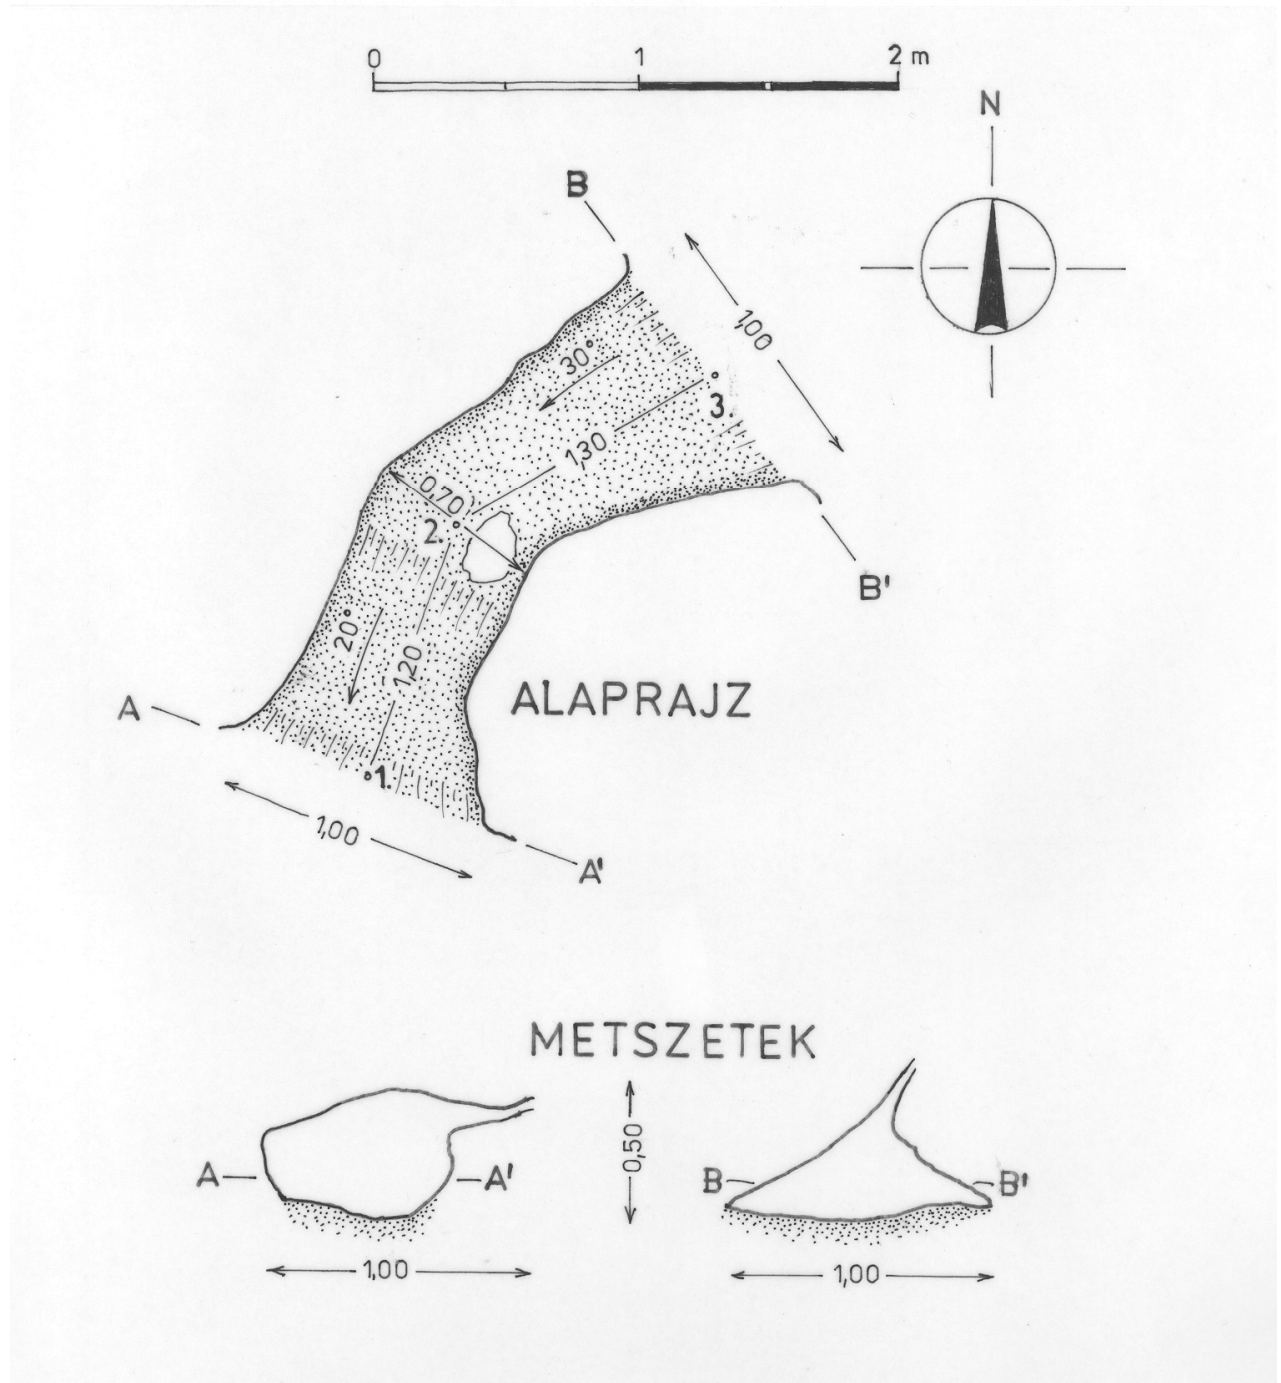 0 1 2 m
N
B
1,00
30°
3.
1,30
0,70
2.
B'
20°
1,20
A
ALAPRAJZ
1.
1,00
A'
METSZETEK
0,50
A A'
B B'
1,00
1,00